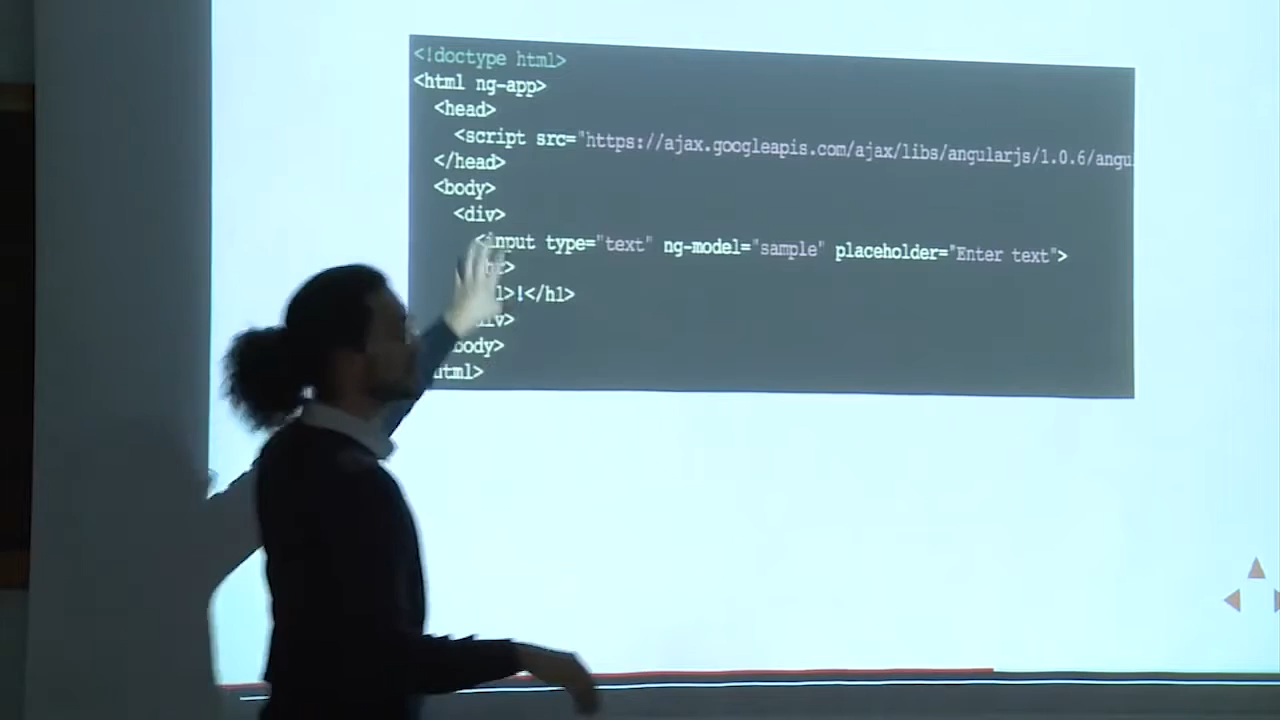 <!doctype html>
<html ng-app>
<head>
<script src="https://ajax.googleapis.com/ajax/libs/angularjs/1.0.6/angu
</head>
<body>
<div>
<input type="text" ng-model="sample" placeholder="Enter text">
>!</h1>
body>
html>